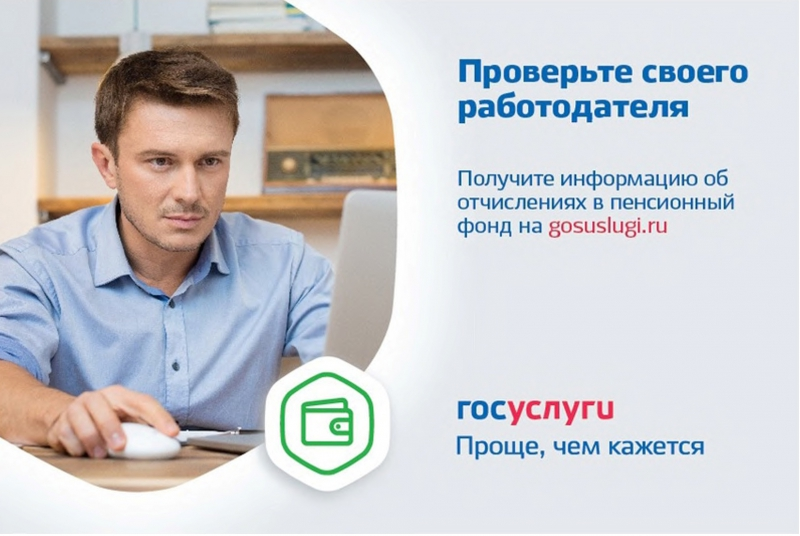 Проверьте своего
работодателя
Получите информацию об
отчислениях в пенсионный
фонд на gosuslugi.ru
госуслуги
Проще, чем кажется